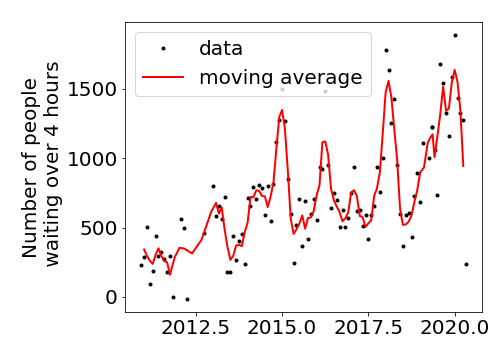 data
moving average
Number of people
waiting over 4 hours
1500
1000
500
0
2012.5 2015.0 2017.5 2020.0